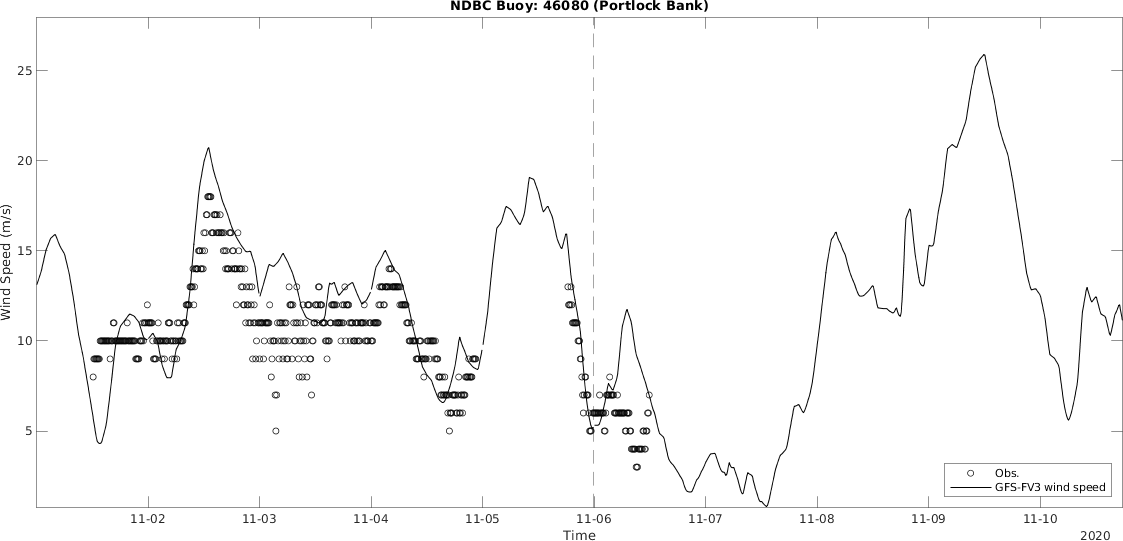 NDBC Buoy: 46080 (Portlock Bank)
Wind Speed (m/s)
25
20
15
10
5
11-02 11-03 11-04 11-05 11-06 11-07 11-08 11-09 11-10
Time
2020
Obs.
GFS-FV3 wind speed